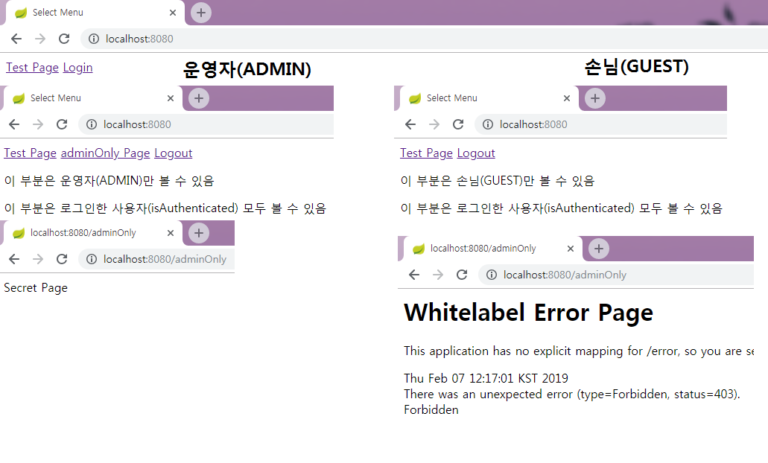 Select Menu
localhost:8080
Test Page Login
운영자(ADMIN)
손님(GUEST)
Select Menu
localhost:8080
Test Page adminOnly Page Logout
이 부분은 운영자(ADMIN)만 볼 수 있음
이 부분은 로그인한 사용자(isAuthenticated) 모두 볼 수 있음
localhost:8080/adminOnly
localhost:8080/adminOnly
Secret Page
Select Menu
localhost:8080
Test Page Logout
이 부분은 손님(GUEST)만 볼 수 있음
이 부분은 로그인한 사용자(isAuthenticated) 모두 볼 수 있음
localhost:8080/adminOnly
localhost:8080/adminOnly
Whitelabel Error Page
This application has no explicit mapping for /error, so you are se
Thu Feb 07 12:17:01 KST 2019
There was an unexpected error (type=Forbidden, status=403).
Forbidden